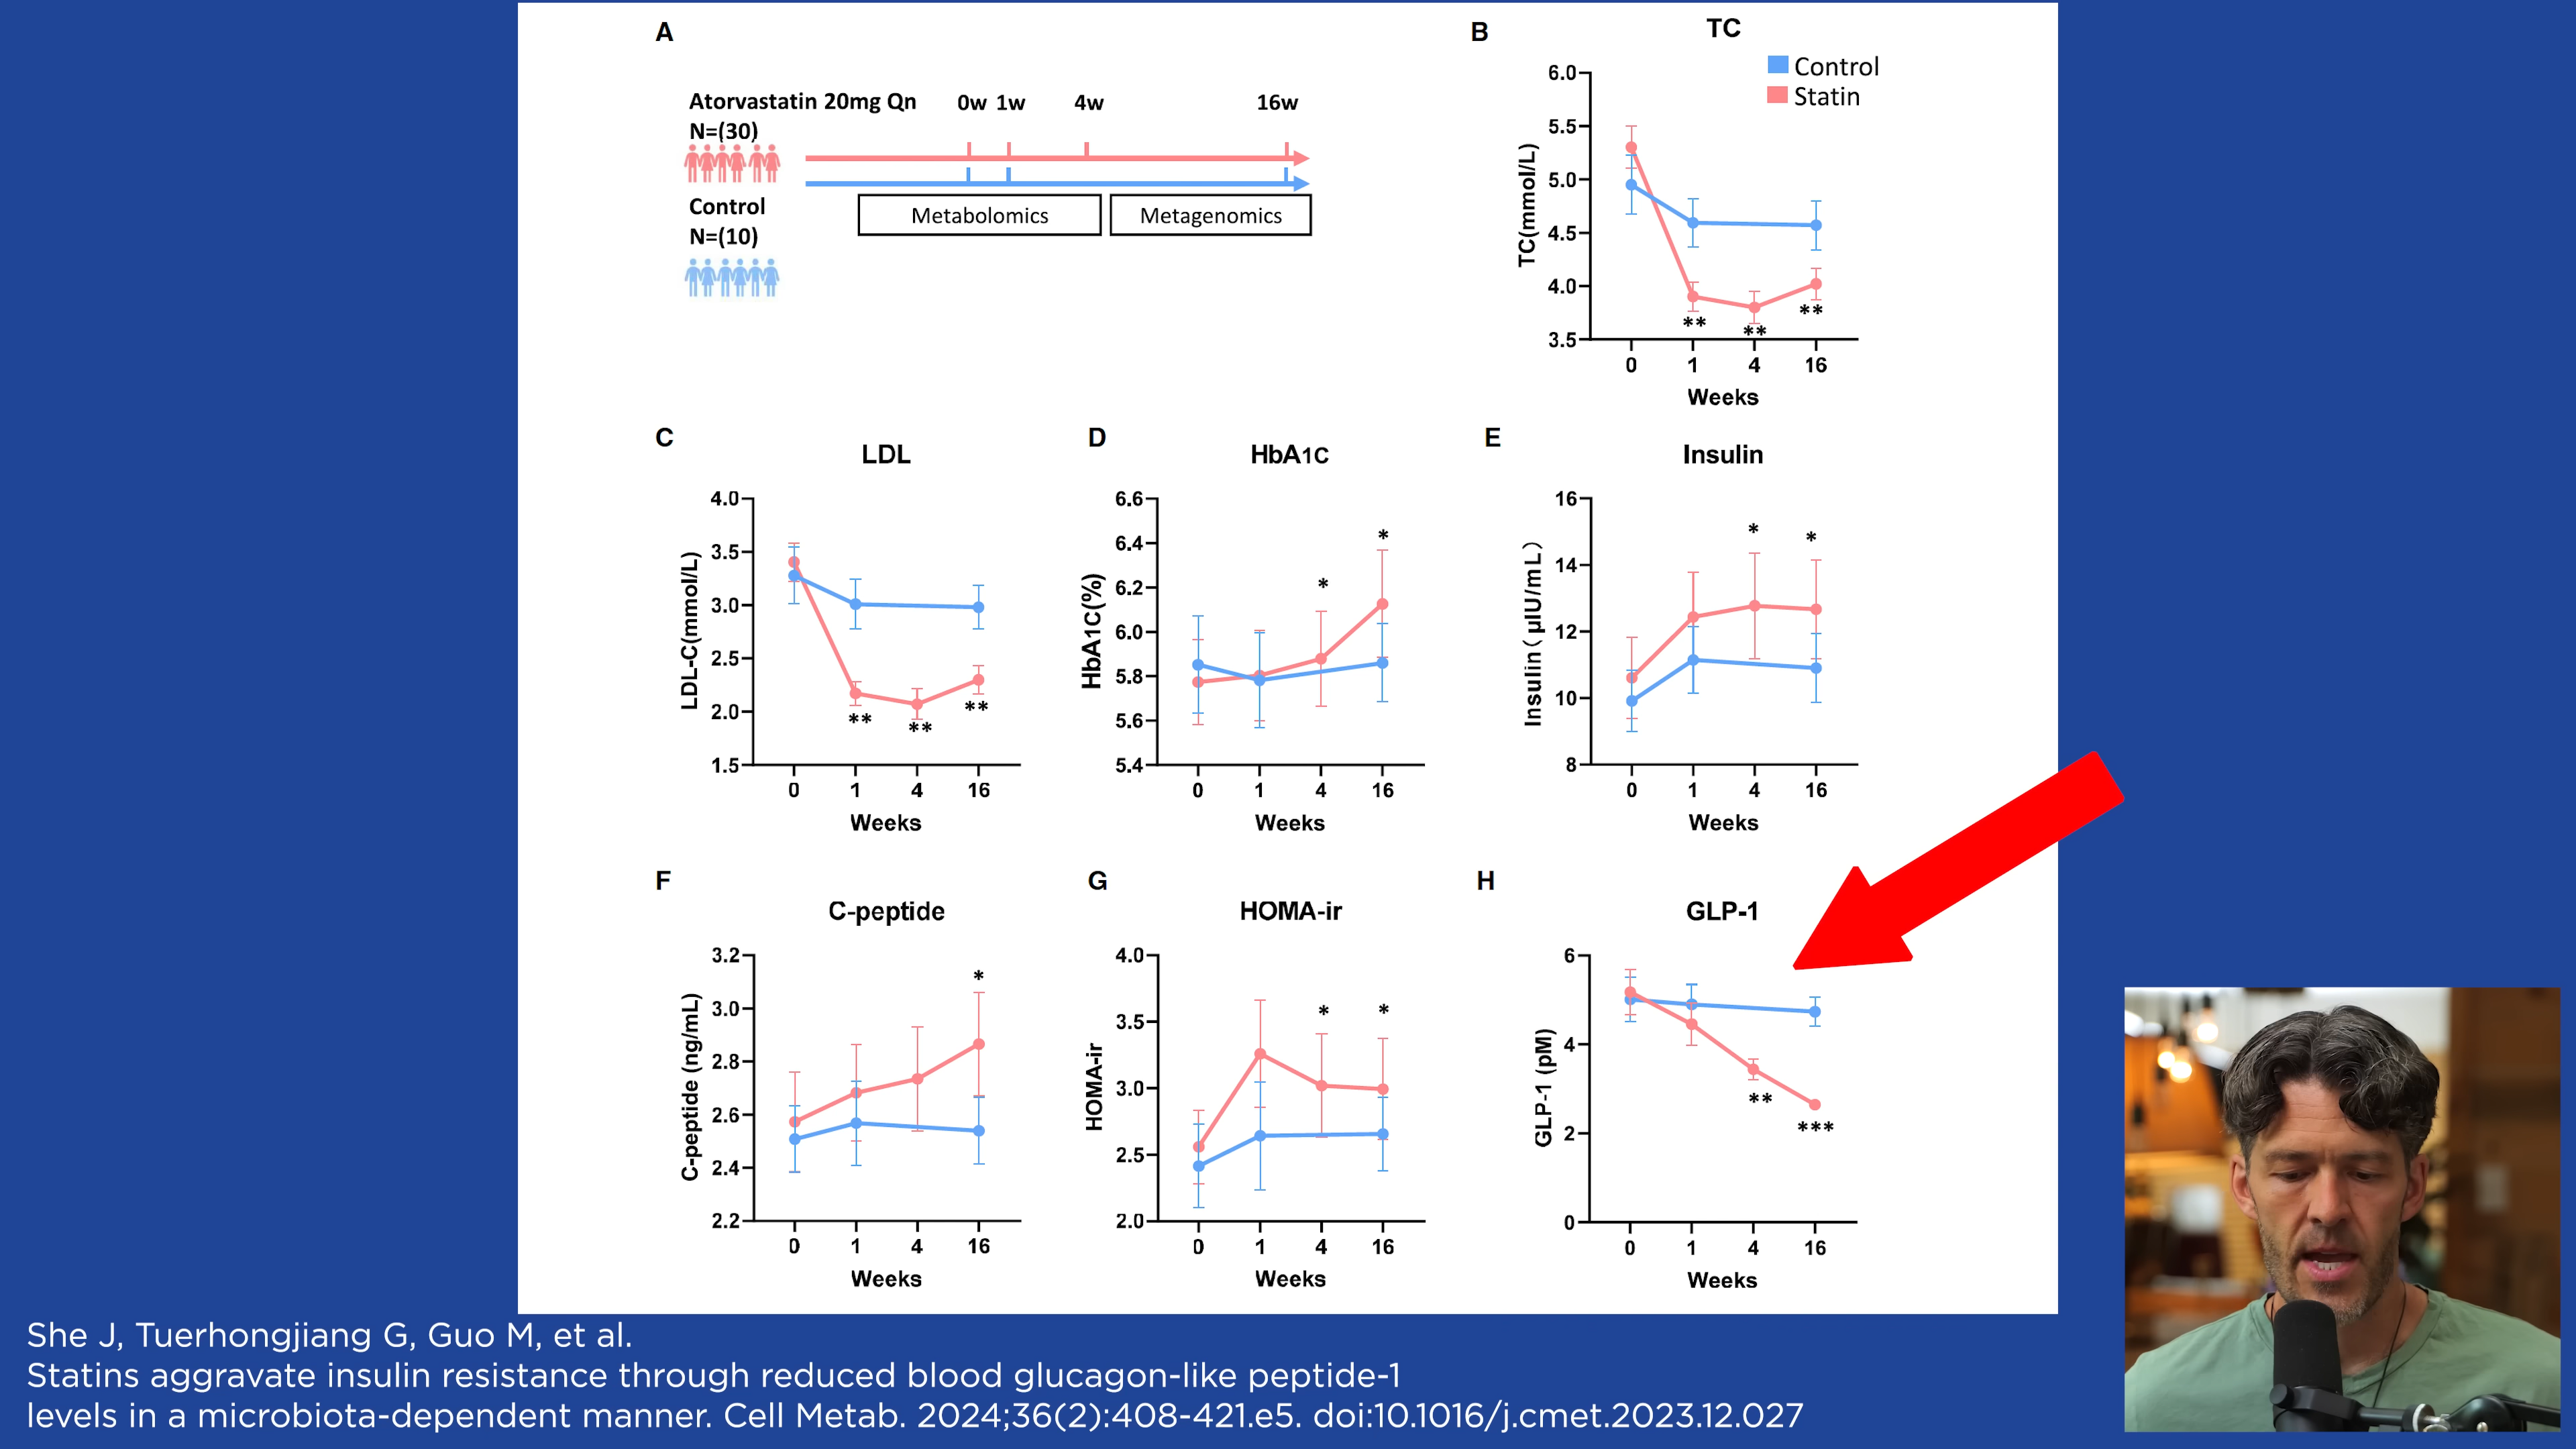 A
Atorvastatin 20mg Qn 0w 1w 4w 16w
N=(30)
Control
N=(10)
Metabolomics Metagenomics
B
TC
Control
Statin
6.0
5.5
5.0
4.5
4.0
3.5
TC(mmol/L)
** ** **
0 1 4 16
Weeks
C
LDL
4.0
3.5
3.0
2.5
2.0
1.5
LDL-C(mmol/L)
** ** **
0 1 4 16
Weeks
D
HbA1C
6.6
6.4
6.2
6.0
5.8
5.6
5.4
HbA1C(%)
* *
0 1 4 16
Weeks
E
Insulin
16
14
12
10
8
Insulin( μIU/mL)
* *
0 1 4 16
Weeks
F
C-peptide
3.2
3.0
2.8
2.6
2.4
2.2
C-peptide (ng/mL)
*
0 1 4 16
Weeks
G
HOMA-ir
4.0
3.5
3.0
2.5
2.0
HOMA-ir
* *
0 1 4 16
Weeks
H
GLP-1
6
4
2
0
GLP-1 (pM)
** ***
0 1 4 16
Weeks
She J, Tuerhongjiang G, Guo M, et al.
Statins aggravate insulin resistance through reduced blood glucagon-like peptide-1
levels in a microbiota-dependent manner. Cell Metab. 2024;36(2):408-421.e5. doi:10.1016/j.cmet.2023.12.027